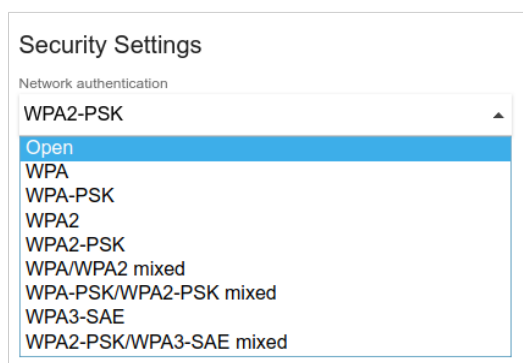 Security Settings
Network authentication
WPA2-PSK
Open
WPA
WPA-PSK
WPA2
WPA2-PSK
WPA/WPA2 mixed
WPA-PSK/WPA2-PSK mixed
WPA3-SAE
WPA2-PSK/WPA3-SAE mixed